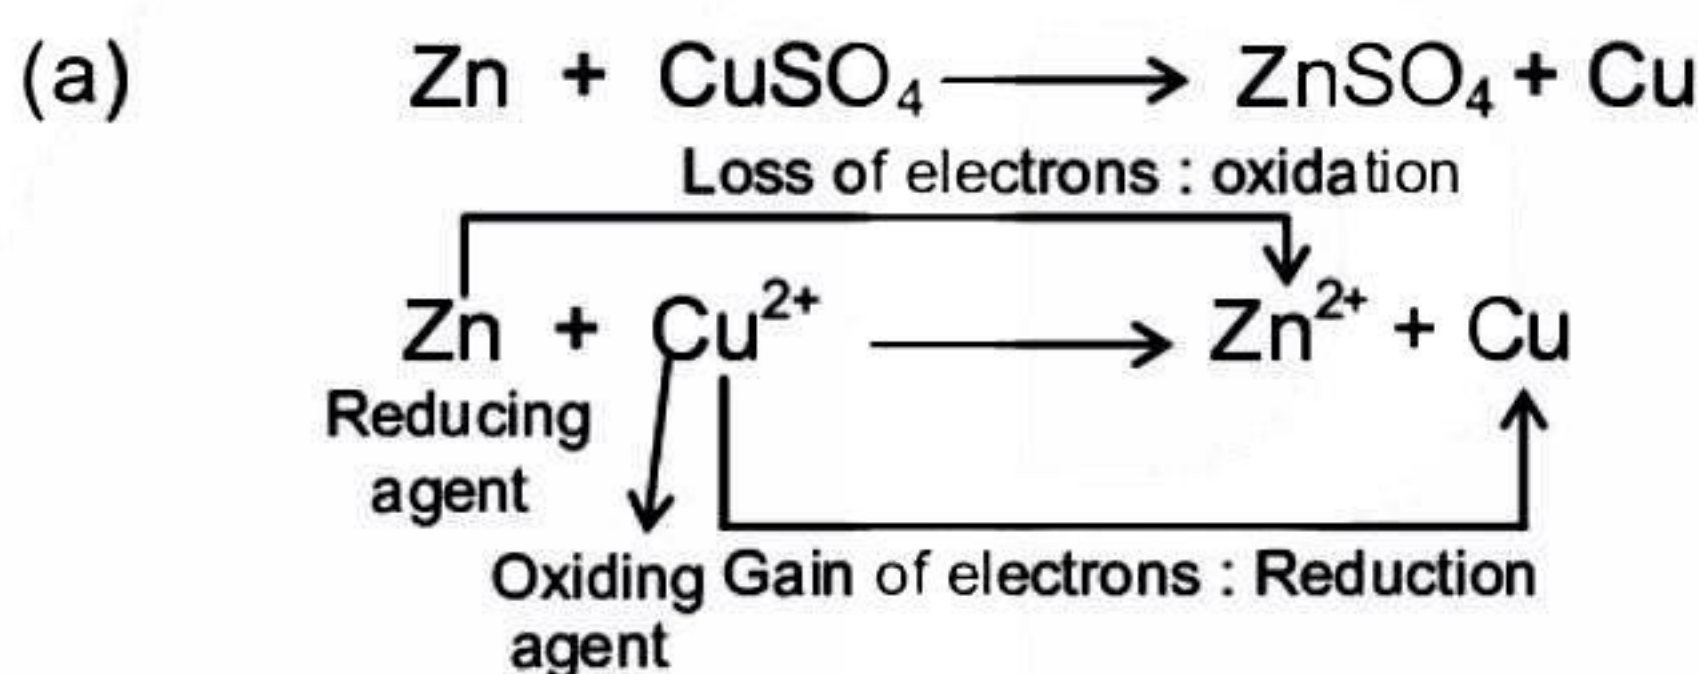 (a) Zn + CuSO₄ ⟶ ZnSO₄ + Cu
Loss of electrons : oxidation
Zn + Cu²⁺ ⟶ Zn²⁺ + Cu
Reducing
agent
Oxiding Gain of electrons : Reduction
agent